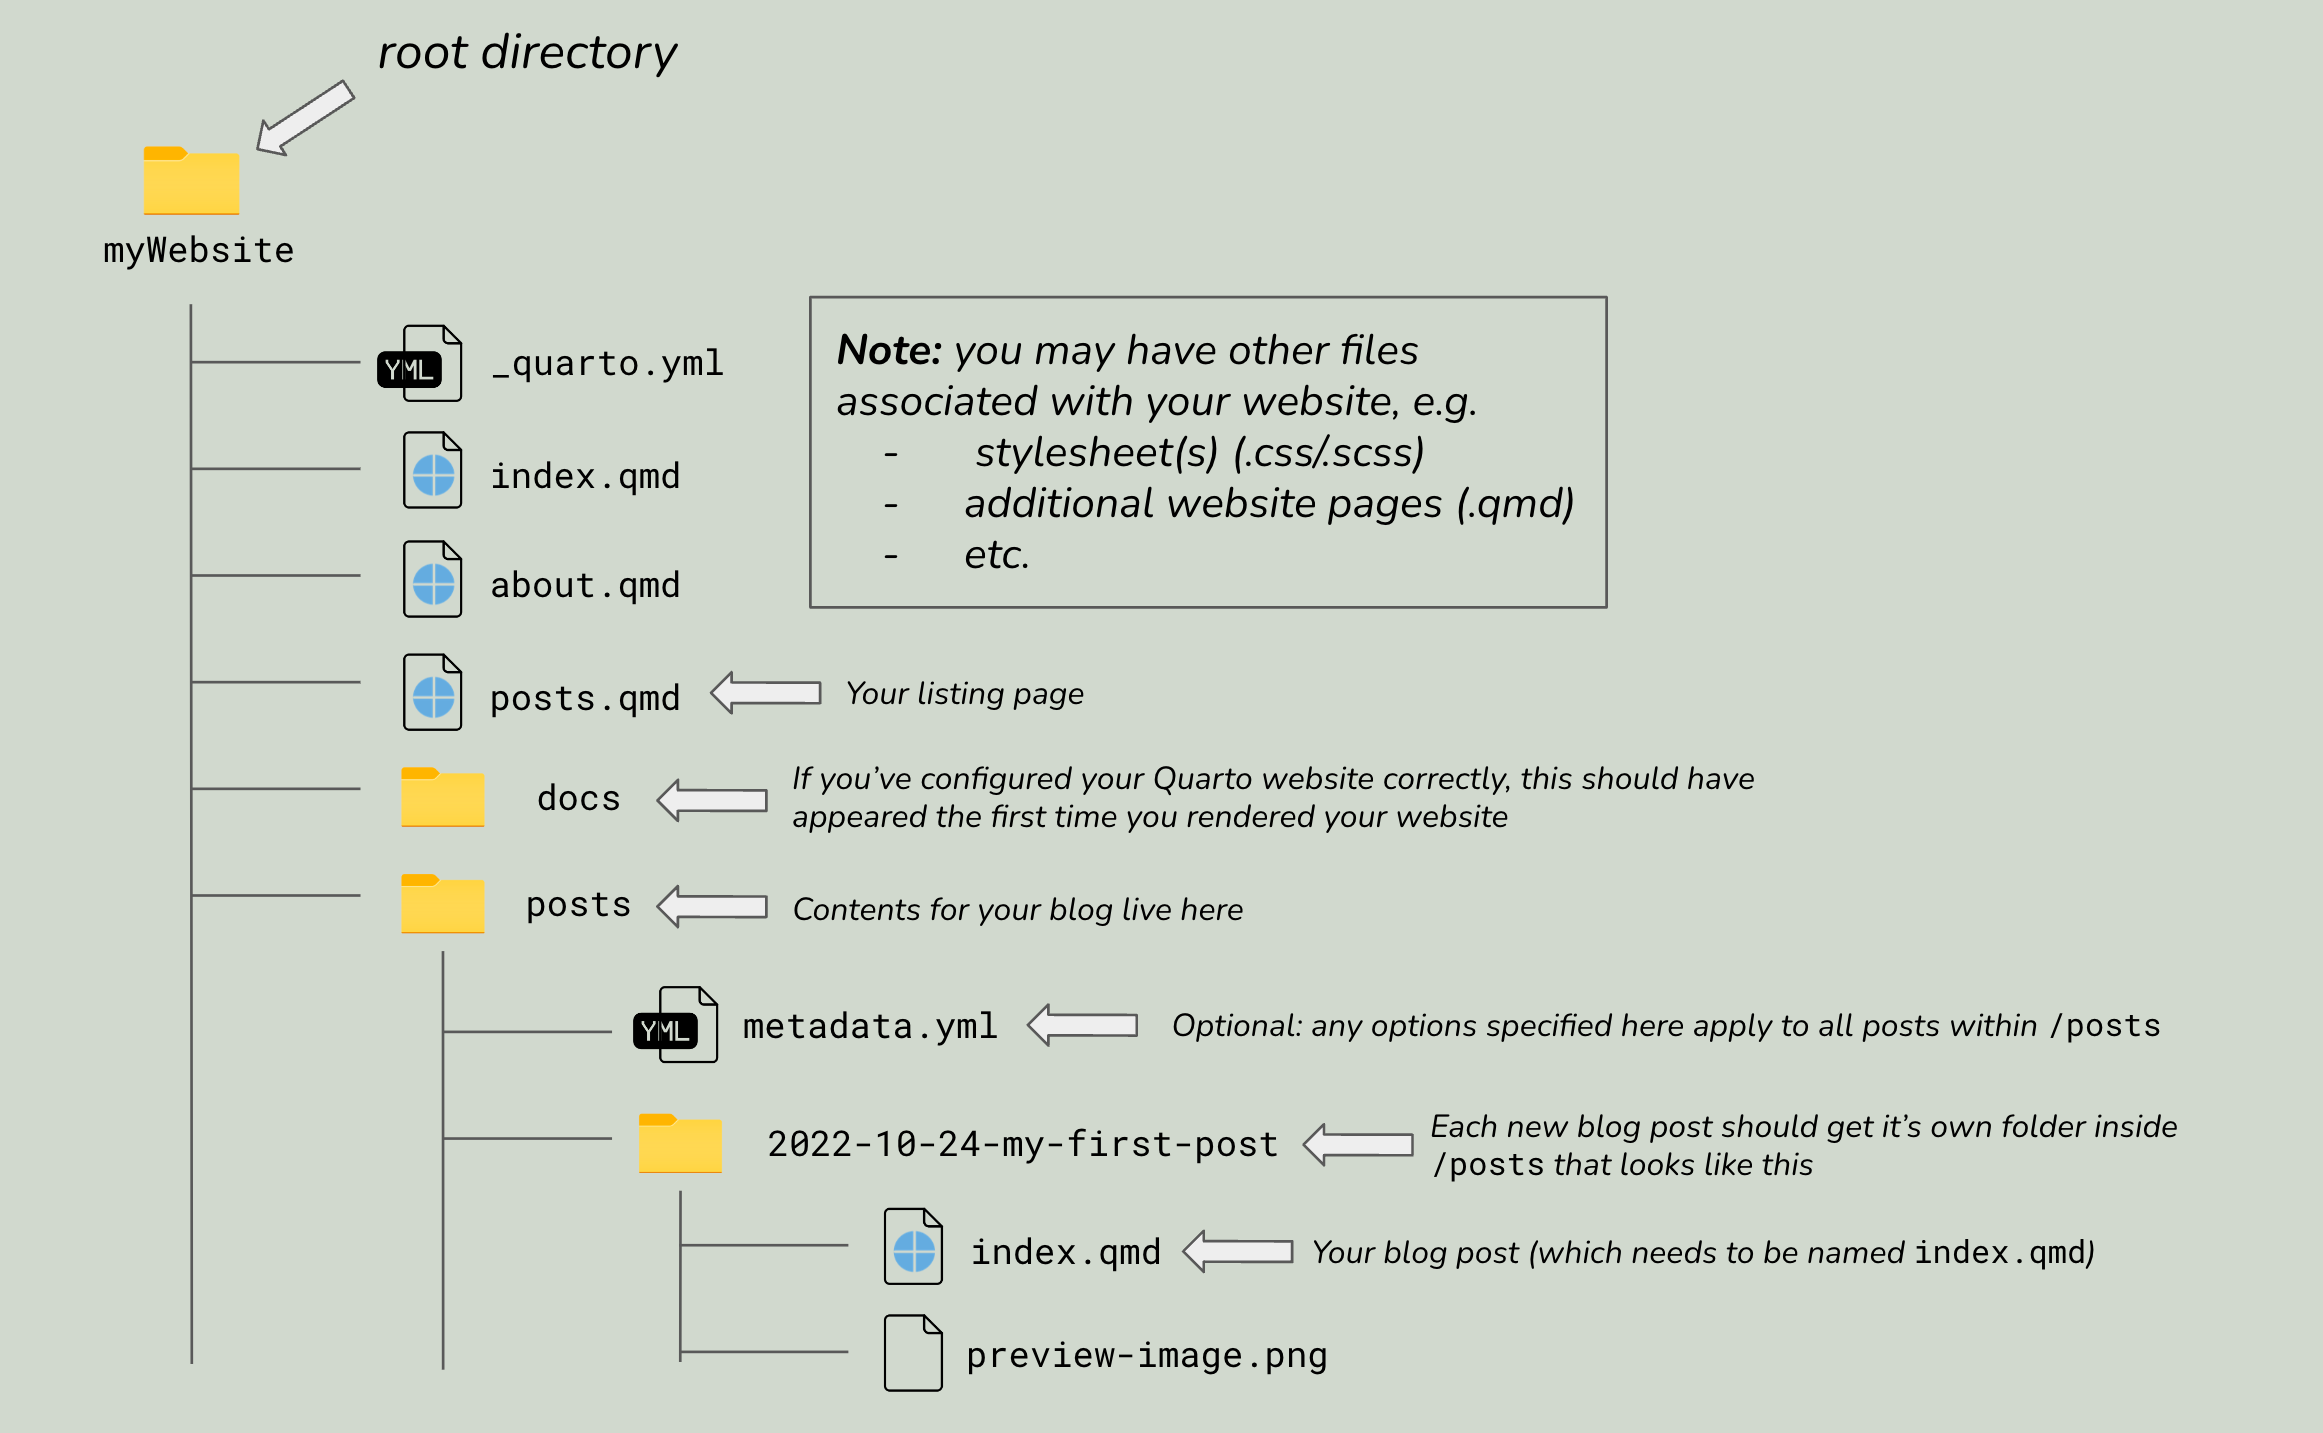 root directory
myWebsite
YML _quarto.yml
index.qmd
about.qmd
Note: you may have other files
associated with your website, e.g.
- stylesheet(s) (.css/.scss)
- additional website pages (.qmd)
- etc.
posts.qmd Your listing page
docs If you’ve configured your Quarto website correctly, this should have
appeared the first time you rendered your website
posts Contents for your blog live here
YML metadata.yml Optional: any options specified here apply to all posts within /posts
2022-10-24-my-first-post Each new blog post should get it’s own folder inside
/posts that looks like this
index.qmd Your blog post (which needs to be named index.qmd)
preview-image.png